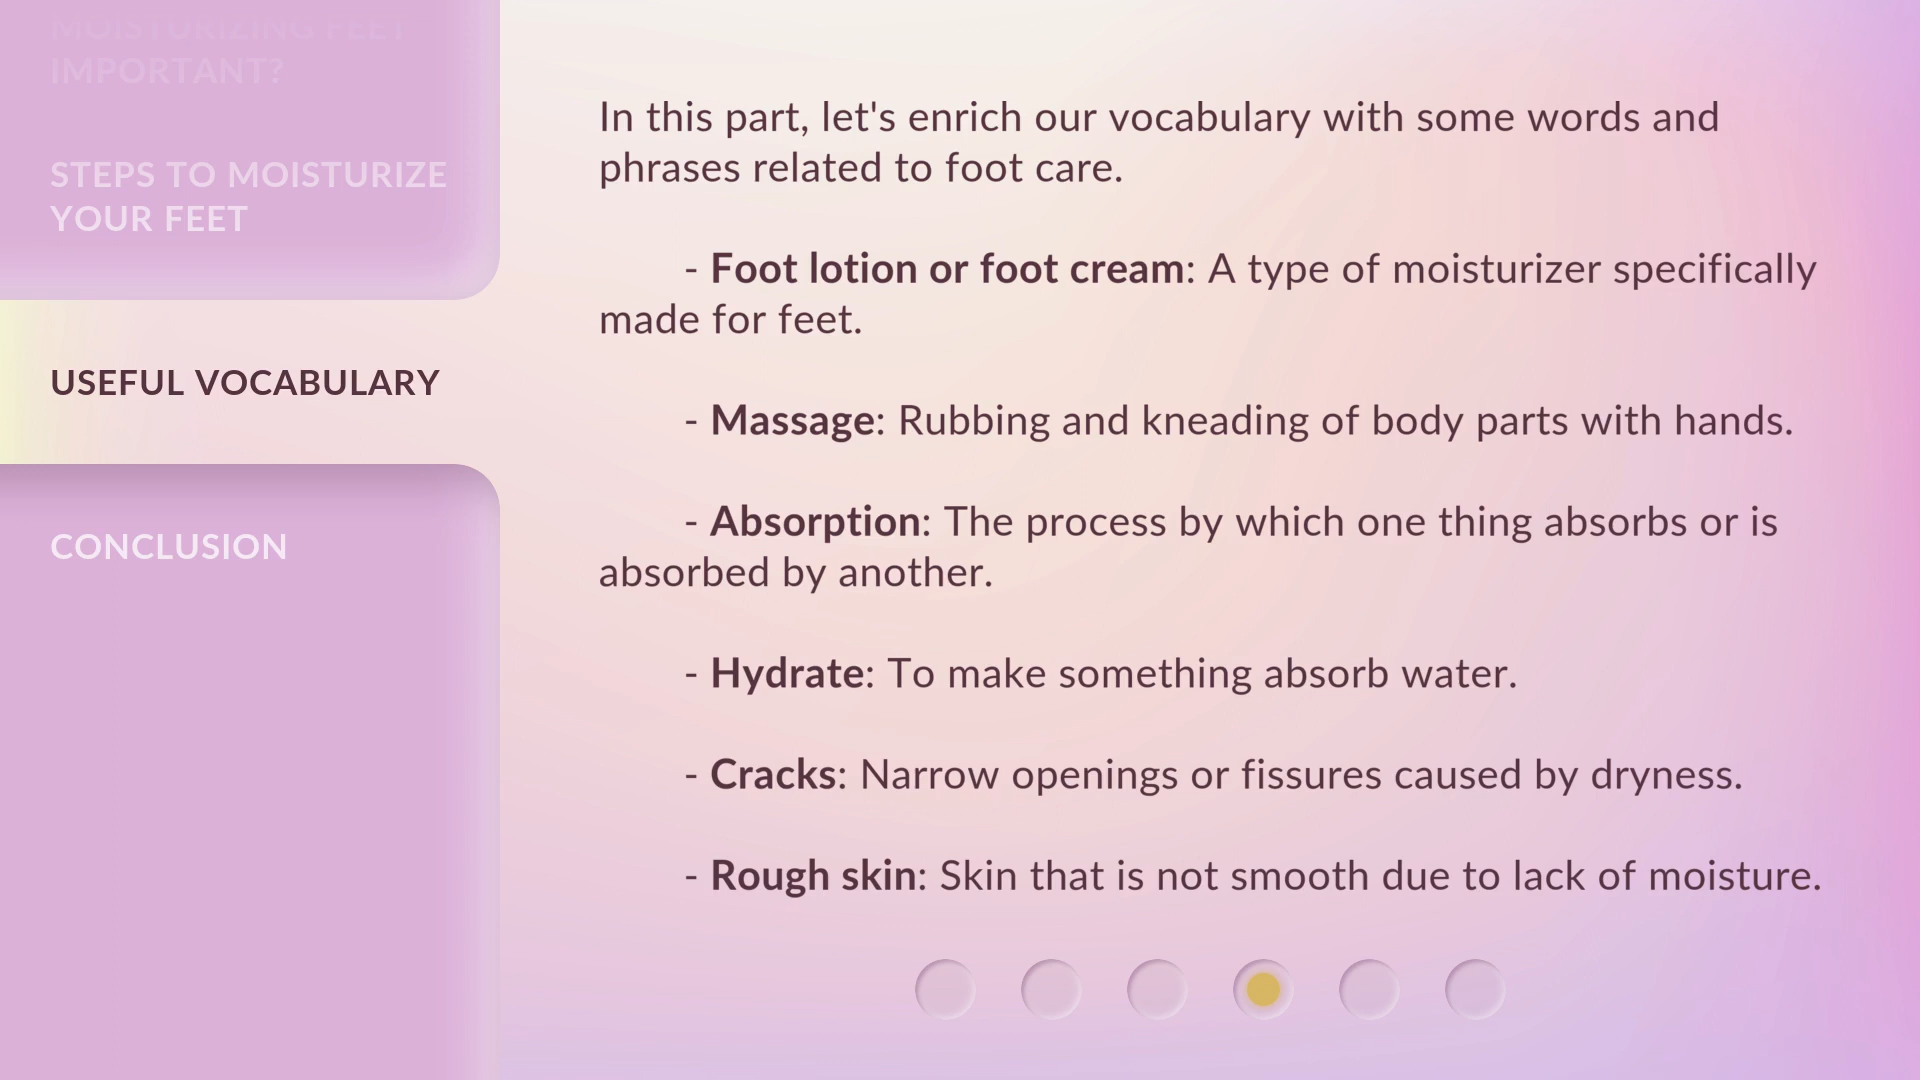 MOISTURIZING FEET
IMPORTANT?
STEPS TO MOISTURIZE
YOUR FEET
USEFUL VOCABULARY
CONCLUSION
In this part, let's enrich our vocabulary with some words and
phrases related to foot care.
- Foot lotion or foot cream: A type of moisturizer specifically
made for feet.
- Massage: Rubbing and kneading of body parts with hands.
- Absorption: The process by which one thing absorbs or is
absorbed by another.
- Hydrate: To make something absorb water.
- Cracks: Narrow openings or fissures caused by dryness.
- Rough skin: Skin that is not smooth due to lack of moisture.